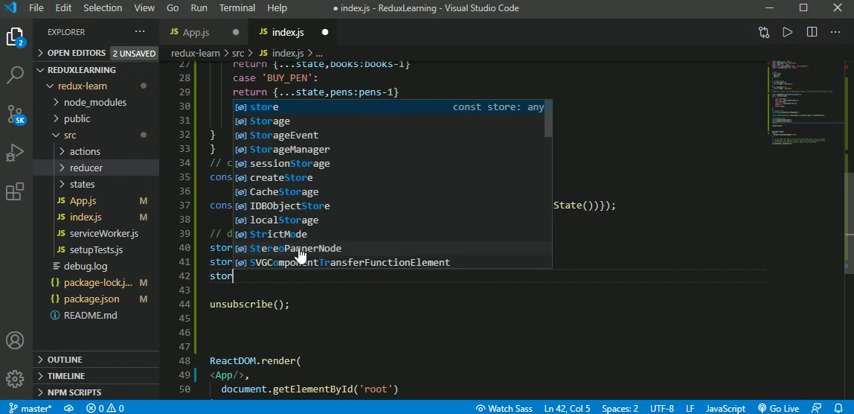 File Edit Selection View Go Run Terminal Help
index.js - ReduxLearning - Visual Studio Code
EXPLORER
JS App.js
JS index.js
OPEN EDITORS 2 UNSAVED
redux-learn > src > JS index.js > ...
REDUXLEARNING
redux-learn
node_modules
public
src
actions
reducer
states
JS App.js M
JS index.js M
JS serviceWorker.js
JS setupTests.js
debug.log
{} package-lock.j... M
{} package.json M
README.md
OUTLINE
TIMELINE
NPM SCRIPTS
27 return {...state,books:books-1}
28 case 'BUY_PEN':
29 return {...state,pens:pens-1}
30
31
32 }
33 }
34 // c
35 cons
36
37 cons State())});
38
39 // d
40 stor
41 stor
42 stor
43
44 unsubscribe();
45
46
47
48 ReactDOM.render(
49 <App/>,
50 document.getElementById('root')
store const store: any
Storage
StorageEvent
StorageManager
sessionStorage
createStore
CacheStorage
IDBObjectStore
localStorage
StrictMode
StereoPannerNode
SVGComponentTransferFunctionElement
2
5K
master* 0 0 Watch Sass Ln 42, Col 5 Spaces: 2 UTF-8 LF JavaScript Go Live